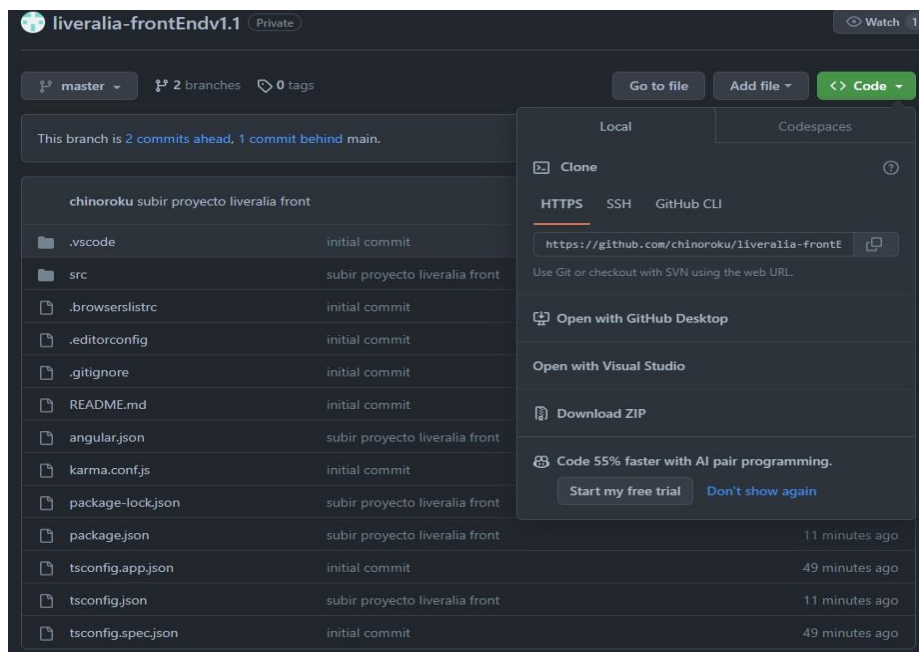 liveralia-frontEndv1.1 Private
Watch 1
master 2 branches 0 tags
Go to file Add file <> Code
This branch is 2 commits ahead, 1 commit behind main.
chinoroku subir proyecto liveralia front
.vscode initial commit
src subir proyecto liveralia front
.browserslistrc initial commit
.editorconfig initial commit
.gitignore initial commit
README.md initial commit
angular.json subir proyecto liveralia front
karma.conf.js initial commit
package-lock.json subir proyecto liveralia front
package.json subir proyecto liveralia front 11 minutes ago
tsconfig.app.json initial commit 49 minutes ago
tsconfig.json subir proyecto liveralia front 11 minutes ago
tsconfig.spec.json initial commit 49 minutes ago
Local Codespaces
Clone
HTTPS SSH GitHub CLI
https://github.com/chinoroku/liveralia-frontE
Use Git or checkout with SVN using the web URL.
Open with GitHub Desktop
Open with Visual Studio
Download ZIP
Code 55% faster with AI pair programming.
Start my free trial Don't show again